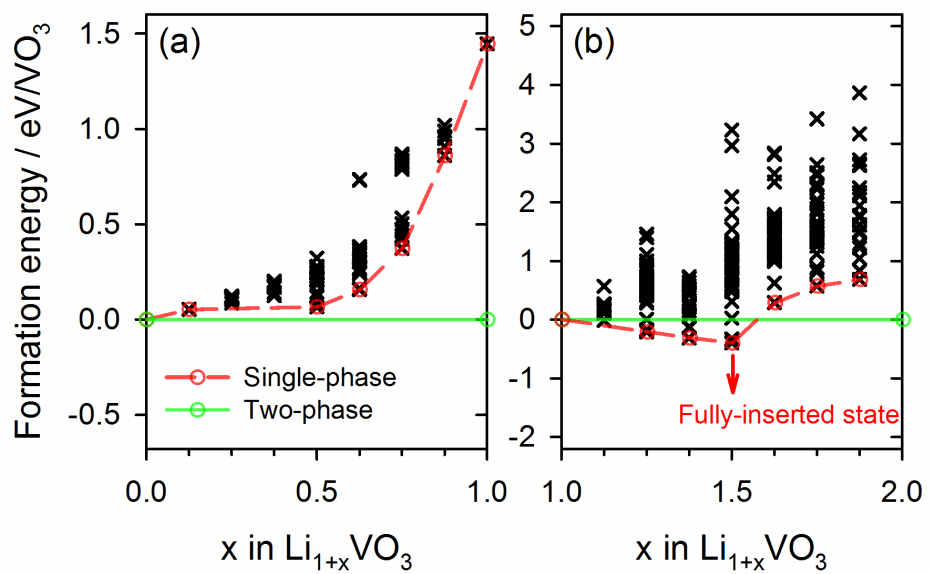 (a)
(b)
Formation energy / eV/VO₃
1.5
1.0
0.5
0.0
-0.5
Single-phase
Two-phase
0.0
0.5
1.0
x in Li₁₊ₓVO₃
5
4
3
2
1
0
-1
-2
Fully-inserted state
1.0
1.5
2.0
x in Li₁₊ₓVO₃